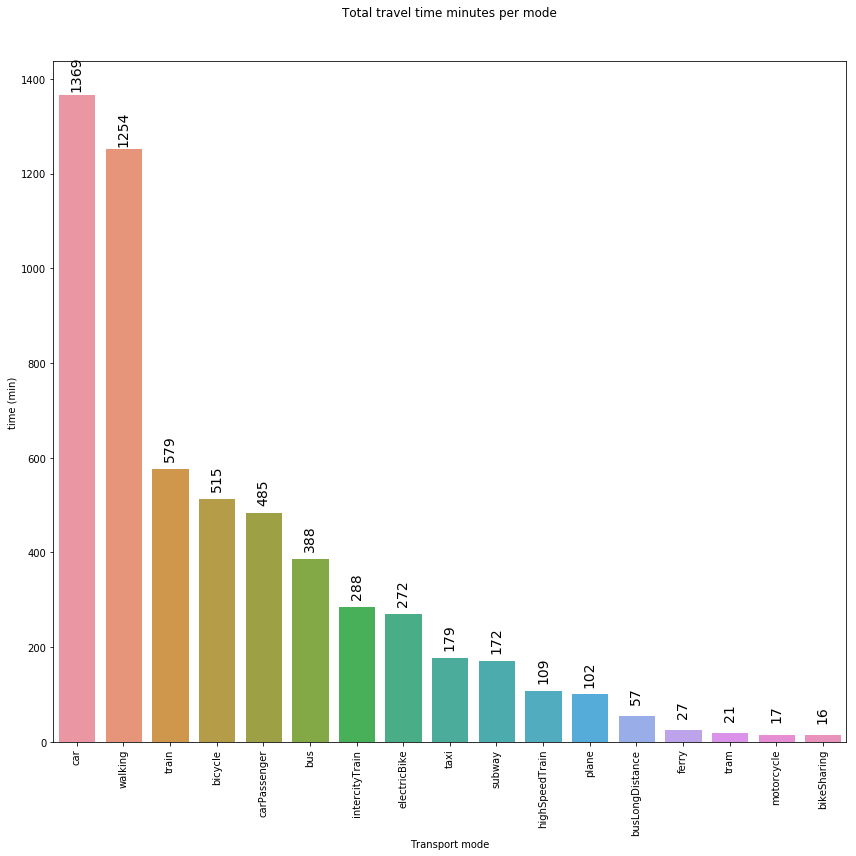 Total travel time minutes per mode
1400
1200
1000
800
600
400
200
0
time (min)
1369
1254
579
515
485
388
288
272
179
172
109
102
57
27
21
17
16
car
walking
train
bicycle
carPassenger
bus
intercityTrain
electricBike
taxi
subway
highSpeedTrain
plane
busLongDistance
ferry
tram
motorcycle
bikeSharing
Transport mode